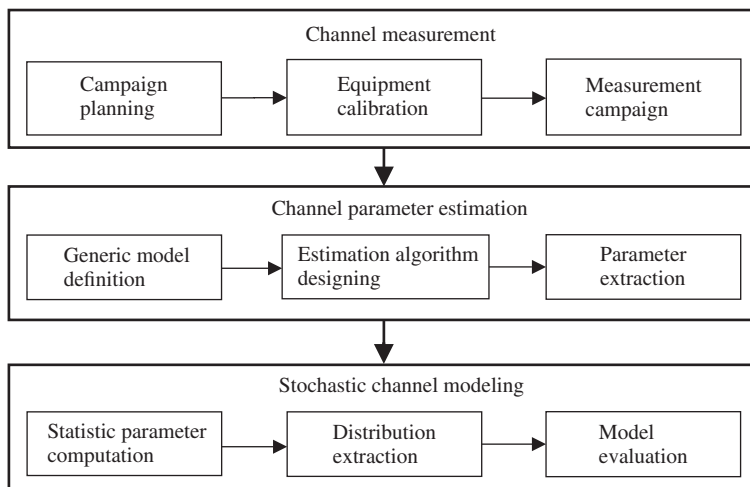 Channel measurement
Campaign
planning
Equipment
calibration
Measurement
campaign
Channel parameter estimation
Generic model
definition
Estimation algorithm
designing
Parameter
extraction
Stochastic channel modeling
Statistic parameter
computation
Distribution
extraction
Model
evaluation